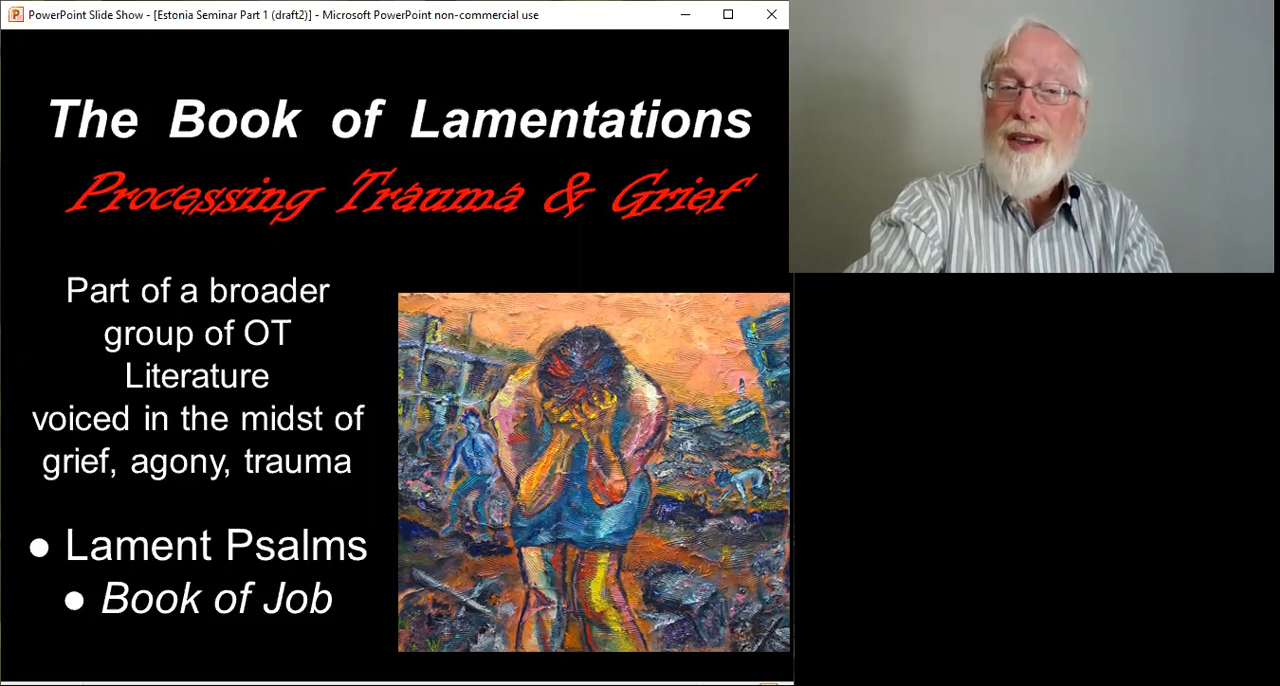 PowerPoint Slide Show - [Estonia Seminar Part 1 (draft2)] - Microsoft PowerPoint non-commercial use
The Book of Lamentations
Processing Trauma & Grief
Part of a broader
group of OT
Literature
voiced in the midst of
grief, agony, trauma
● Lament Psalms
● Book of Job